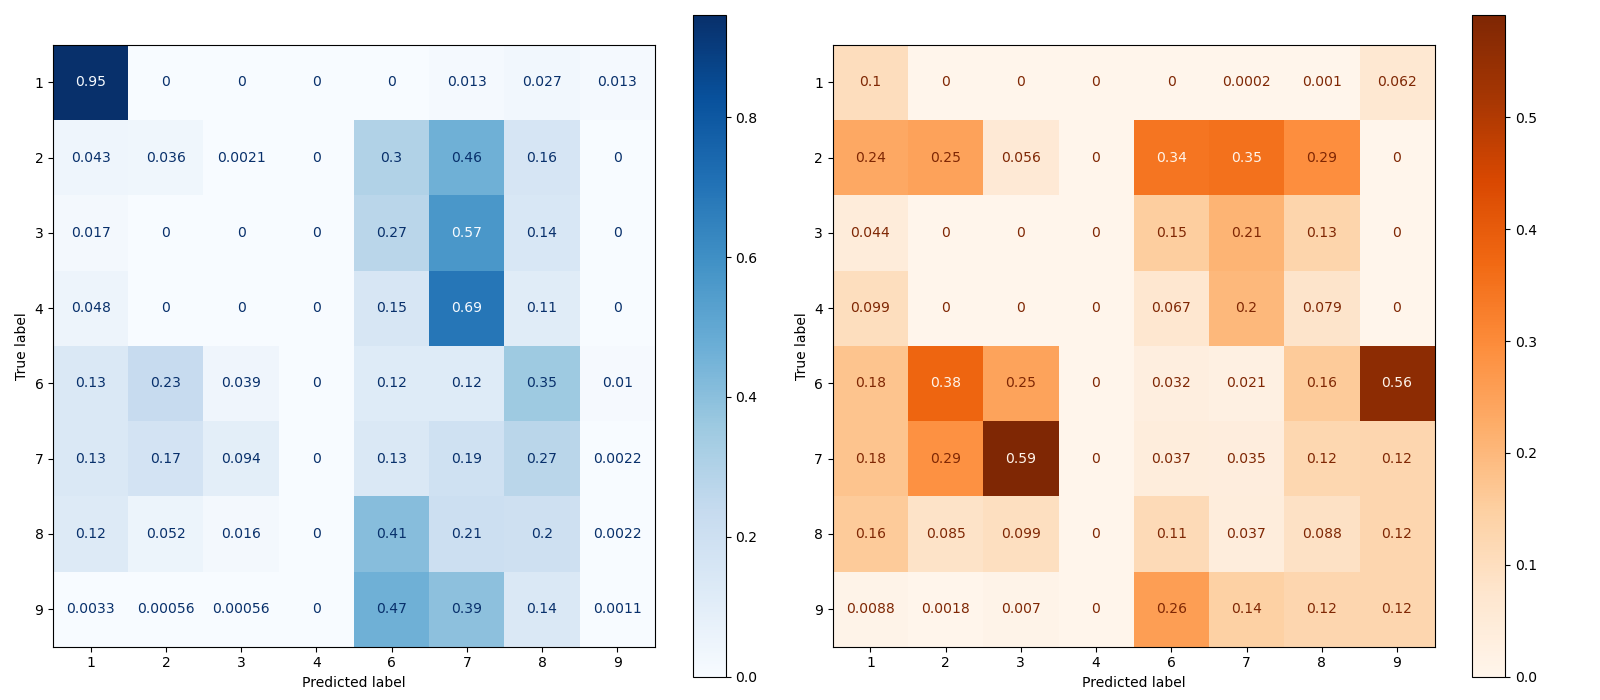 1 0.95 0 0 0 0 0.013 0.027 0.013
2 0.043 0.036 0.0021 0 0.3 0.46 0.16 0
3 0.017 0 0 0 0.27 0.57 0.14 0
4 0.048 0 0 0 0.15 0.69 0.11 0
6 0.13 0.23 0.039 0 0.12 0.12 0.35 0.01
7 0.13 0.17 0.094 0 0.13 0.19 0.27 0.0022
8 0.12 0.052 0.016 0 0.41 0.21 0.2 0.0022
9 0.0033 0.00056 0.00056 0 0.47 0.39 0.14 0.0011
1 2 3 4 6 7 8 9
True label
Predicted label
0.8
0.6
0.4
0.2
0.0
1 0.1 0 0 0 0 0.0002 0.001 0.062
2 0.24 0.25 0.056 0 0.34 0.35 0.29 0
3 0.044 0 0 0 0.15 0.21 0.13 0
4 0.099 0 0 0 0.067 0.2 0.079 0
6 0.18 0.38 0.25 0 0.032 0.021 0.16 0.56
7 0.18 0.29 0.59 0 0.037 0.035 0.12 0.12
8 0.16 0.085 0.099 0 0.11 0.037 0.088 0.12
9 0.0088 0.0018 0.007 0 0.26 0.14 0.12 0.12
1 2 3 4 6 7 8 9
True label
Predicted label
0.5
0.4
0.3
0.2
0.1
0.0